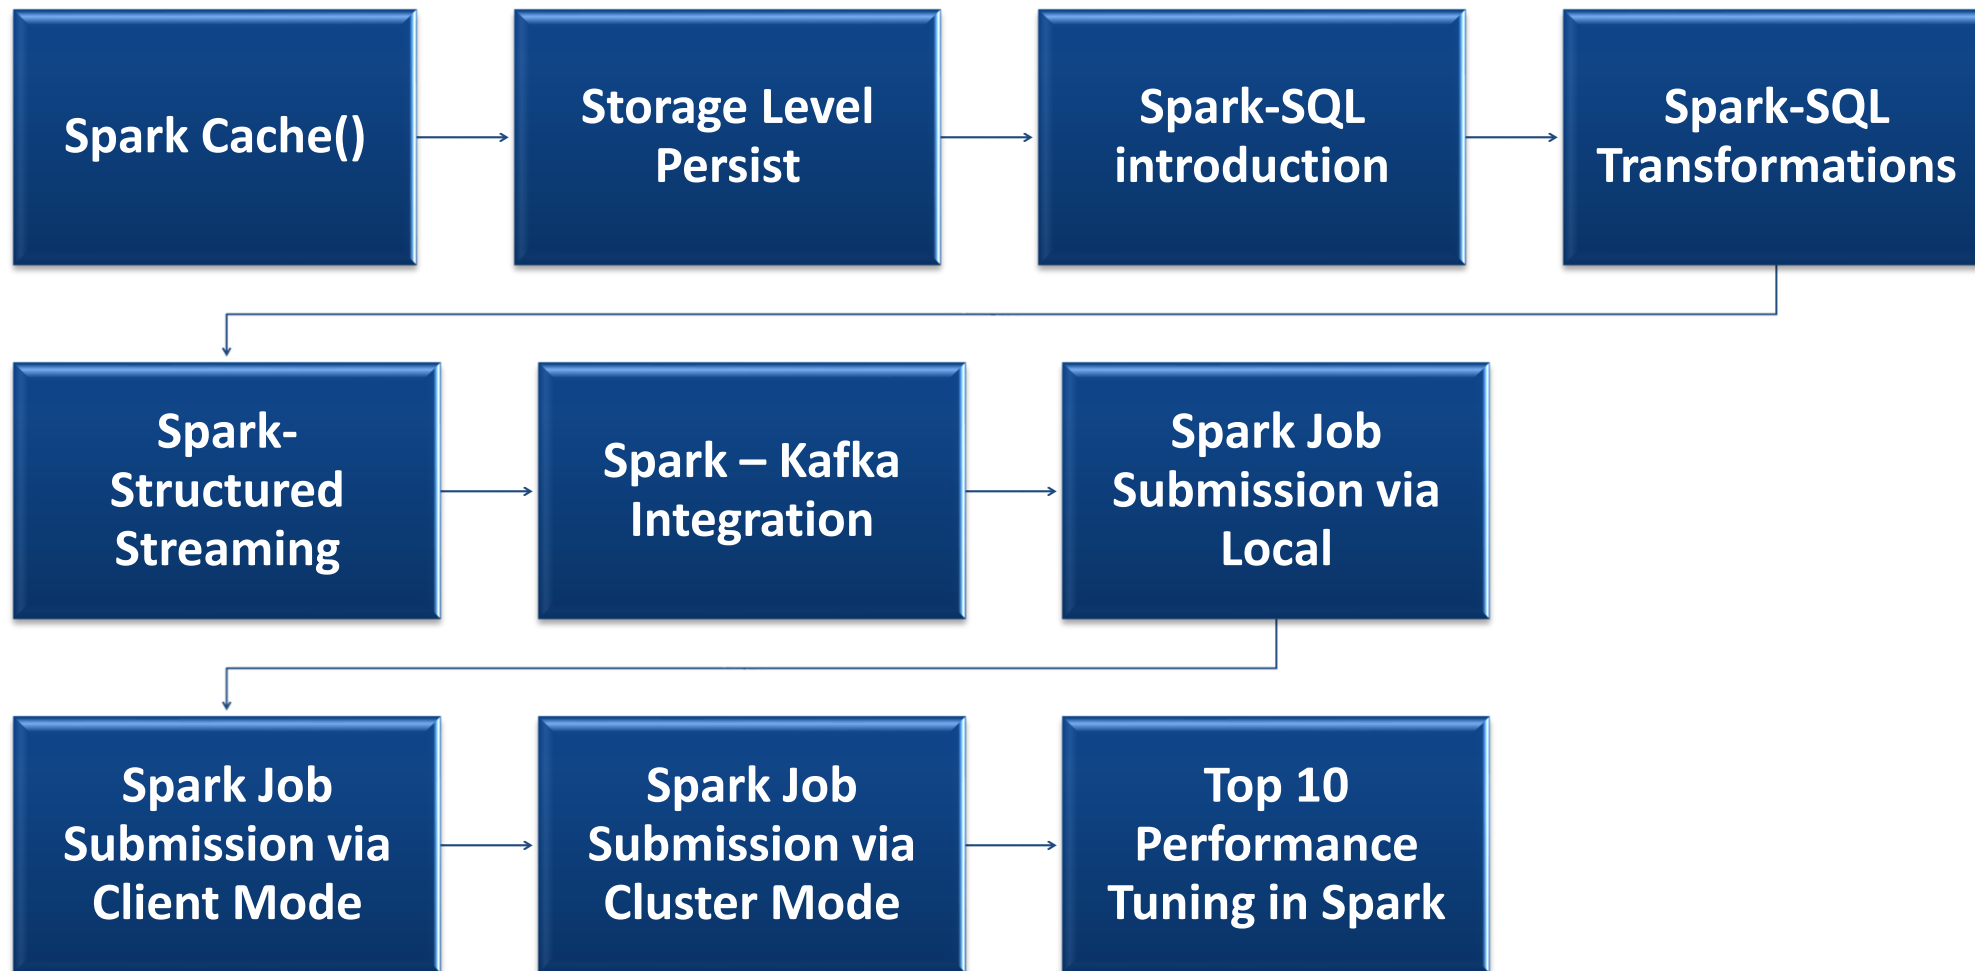 Spark Cache()
Storage Level
Persist
Spark-SQL
introduction
Spark-SQL
Transformations
Spark-
Structured
Streaming
Spark – Kafka
Integration
Spark Job
Submission via
Local
Spark Job
Submission via
Client Mode
Spark Job
Submission via
Cluster Mode
Top 10
Performance
Tuning in Spark